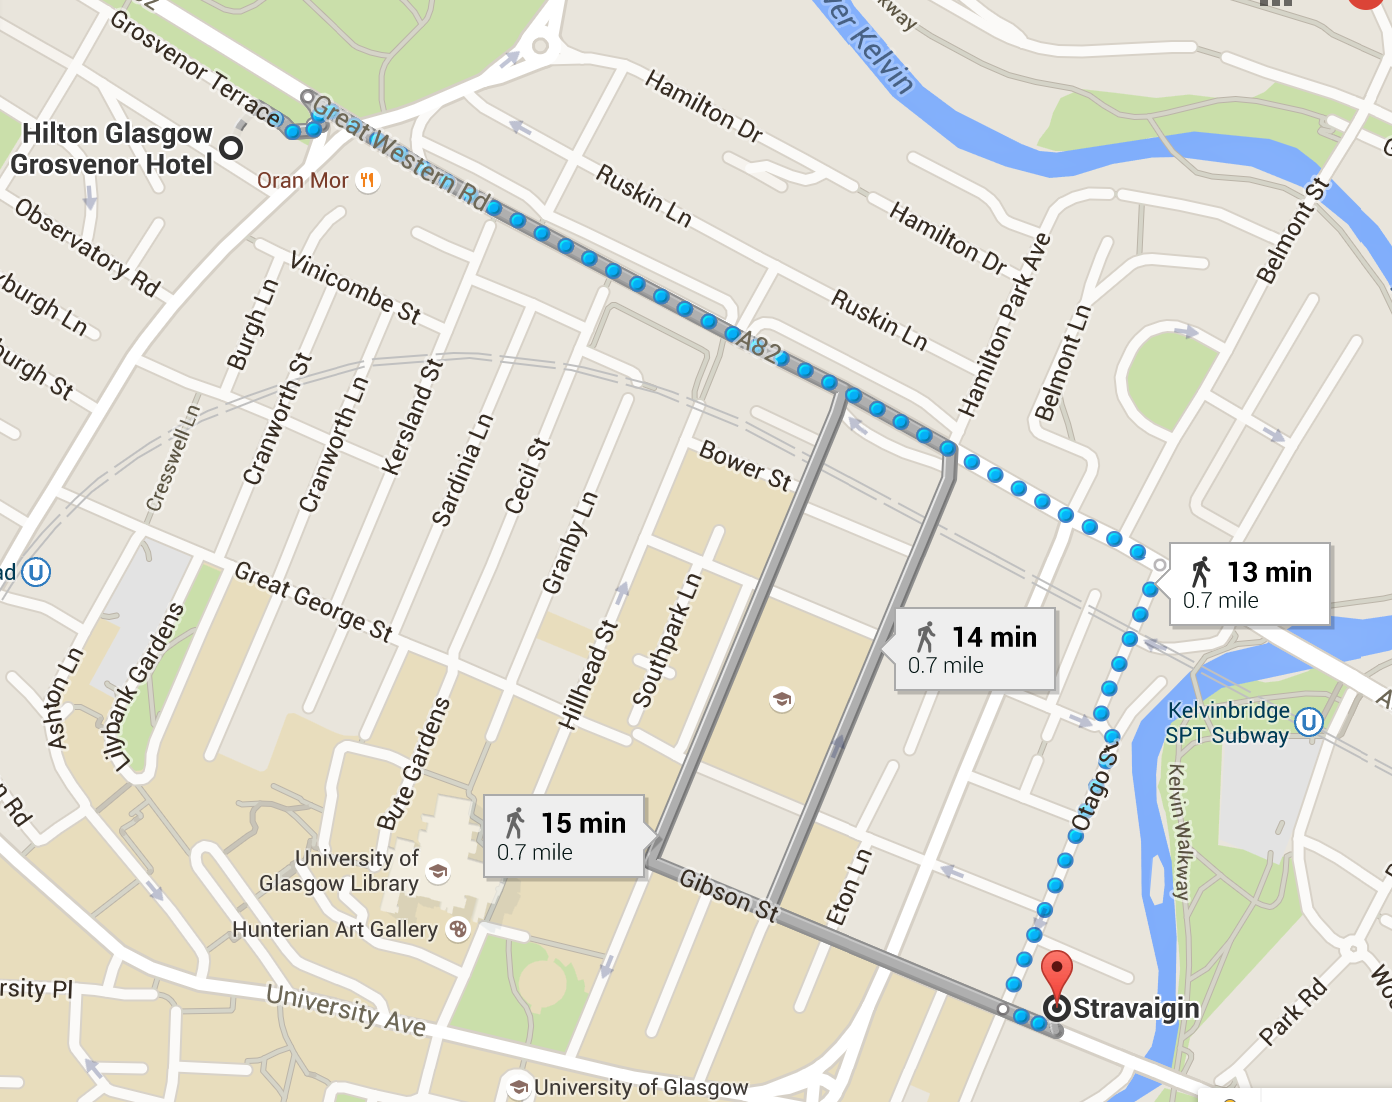 Grosvenor Terrace
Hilton Glasgow
Grosvenor Hotel
Great Western Rd
Oran Mor
Hamilton Dr
River Kelvin
Ruskin Ln
Hamilton Dr
Belmont St
Observatory Rd
Vinicombe St
Burgh Ln
Ruskin Ln
Hamilton Park Ave
Belmont Ln
A82
Cresswell Ln
Cranworth St
Cranworth Ln
Kersland St
Sardinia Ln
Cecil St
Granby Ln
Bower St
U
Great George St
13 min
0.7 mile
14 min
0.7 mile
Ashton Ln
Lilybank Gardens
Hillhead St
Southpark Ln
Bute Gardens
Kelvinbridge
SPT Subway
U
Otago St
Kelvin Walkway
15 min
0.7 mile
University of
Glasgow Library
Gibson St
Eton Ln
Hunterian Art Gallery
rsity Pl
University Ave
Stravaigin
Park Rd
University of Glasgow